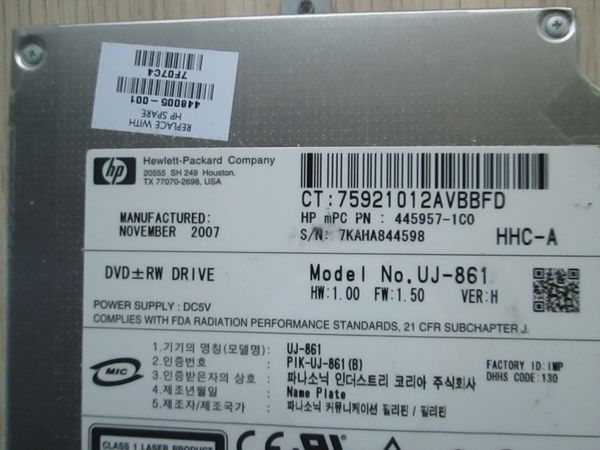 REPLACE WITH
HP SPARE
448005-001
7F07C4
hp
Hewlett-Packard Company
20555 SH 249 Houston,
TX 77070-2698, USA
CT:75921012AVBBFD
HP mPC PN : 445957-1C0
S/N: 7KAHA844598
HHC-A
MANUFACTURED:
NOVEMBER 2007
DVD±RW DRIVE
Model No.UJ-861
HW:1.00 FW:1.50 VER:H
POWER SUPPLY : DC5V
COMPLIES WITH FDA RADIATION PERFORMANCE STANDARDS, 21 CFR SUBCHAPTER J.
MIC
1.기기의 명칭(모델명): UJ-861
2.인증번호 : PIK-UJ-861(B)
3.인증받은자의 상호 : 파나소닉 인더스트리 코리아 주식회사
4.제조년월일 : Name Plate
5.제조자/제조국가 : 파나소닉 커뮤니케이션 필리핀 / 필리핀
FACTORY ID:IMP
DHHS CODE:130
CLASS 1 LASER PRODUCT
CE